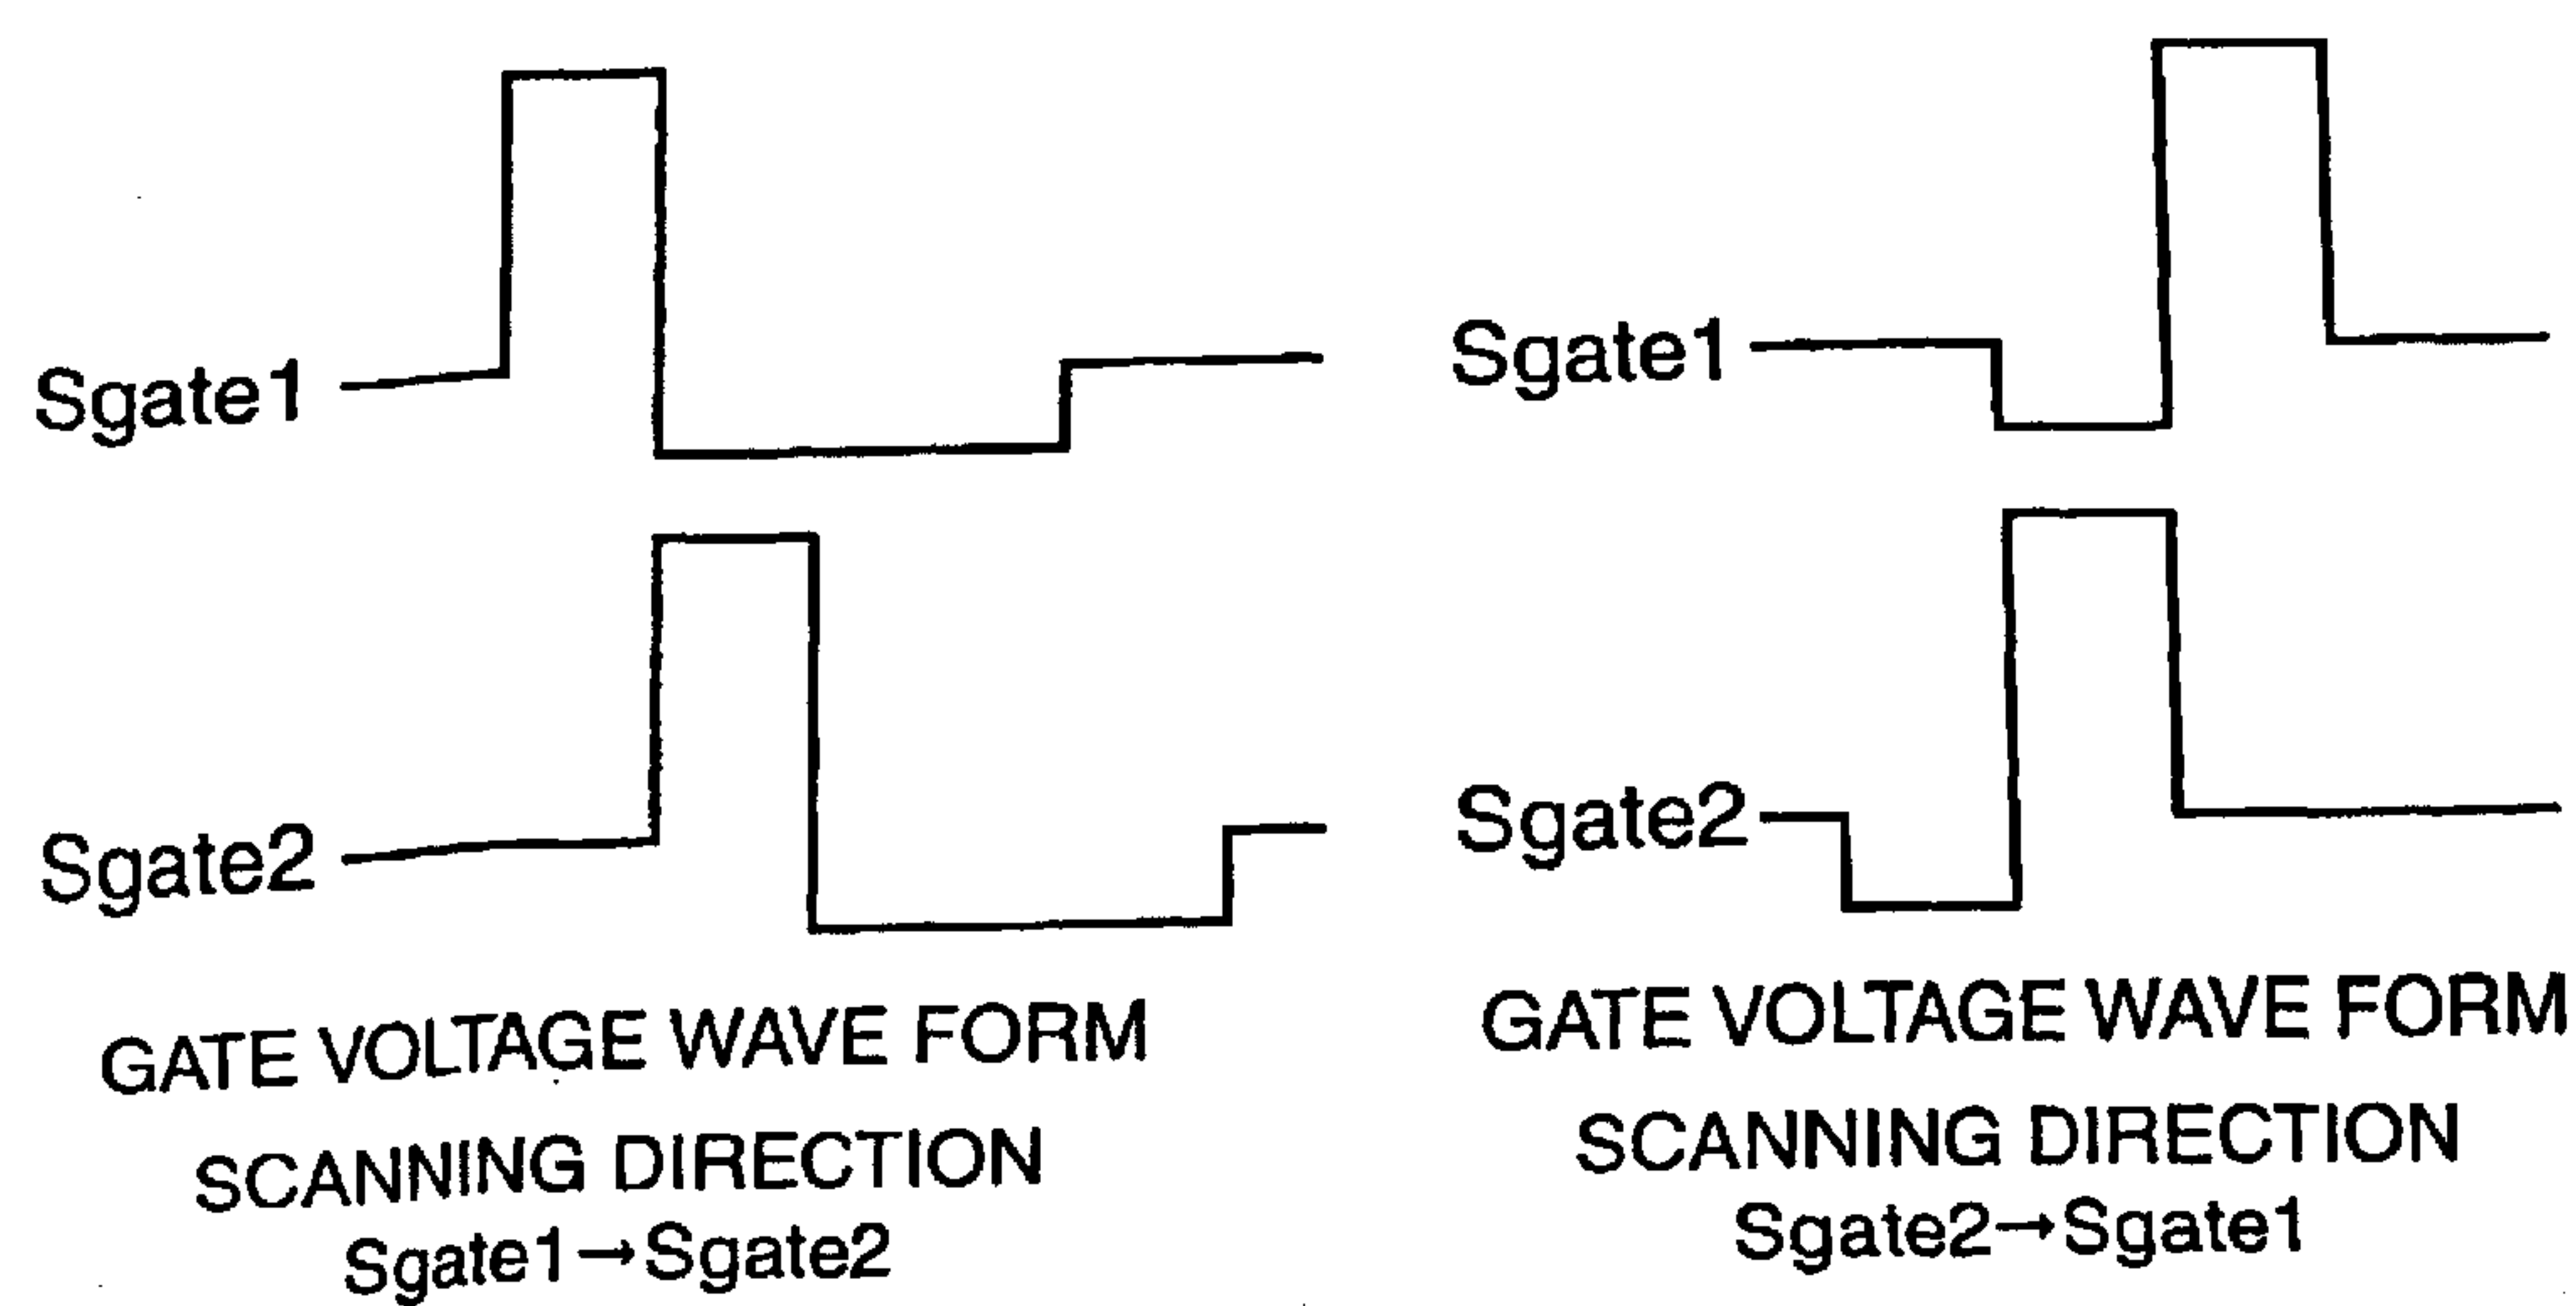 Sgate1
Sgate2
GATE VOLTAGE WAVE FORM
SCANNING DIRECTION
Sgate1→Sgate2
Sgate1
Sgate2
GATE VOLTAGE WAVE FORM
SCANNING DIRECTION
Sgate2→Sgate1